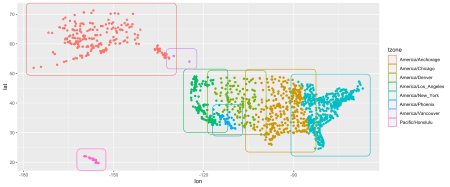 70
60
50
40
30
20
lat
-180
-150
-120
-90
lon
tzone
America/Anchorage
America/Chicago
America/Denver
America/Los_Angeles
America/New_York
America/Phoenix
America/Vancouver
Pacific/Honolulu